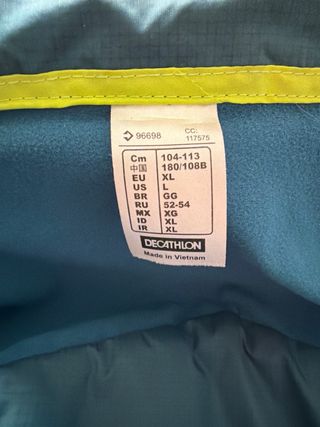 96698 CC: 117575
Cm 104-113
中国 180/108B
EU XL
US L
BR GG
RU 52-54
MX XG
ID XL
IR XL
DECATHLON
Made in Vietnam